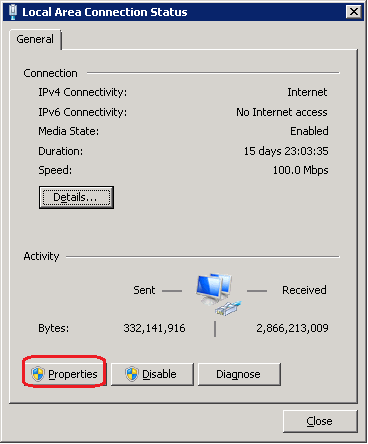 Local Area Connection Status
General
Connection
IPv4 Connectivity: Internet
IPv6 Connectivity: No Internet access
Media State: Enabled
Duration: 15 days 23:03:35
Speed: 100.0 Mbps
Details...
Activity
Sent Received
Bytes: 332,141,916 2,866,213,009
Properties Disable Diagnose
Close